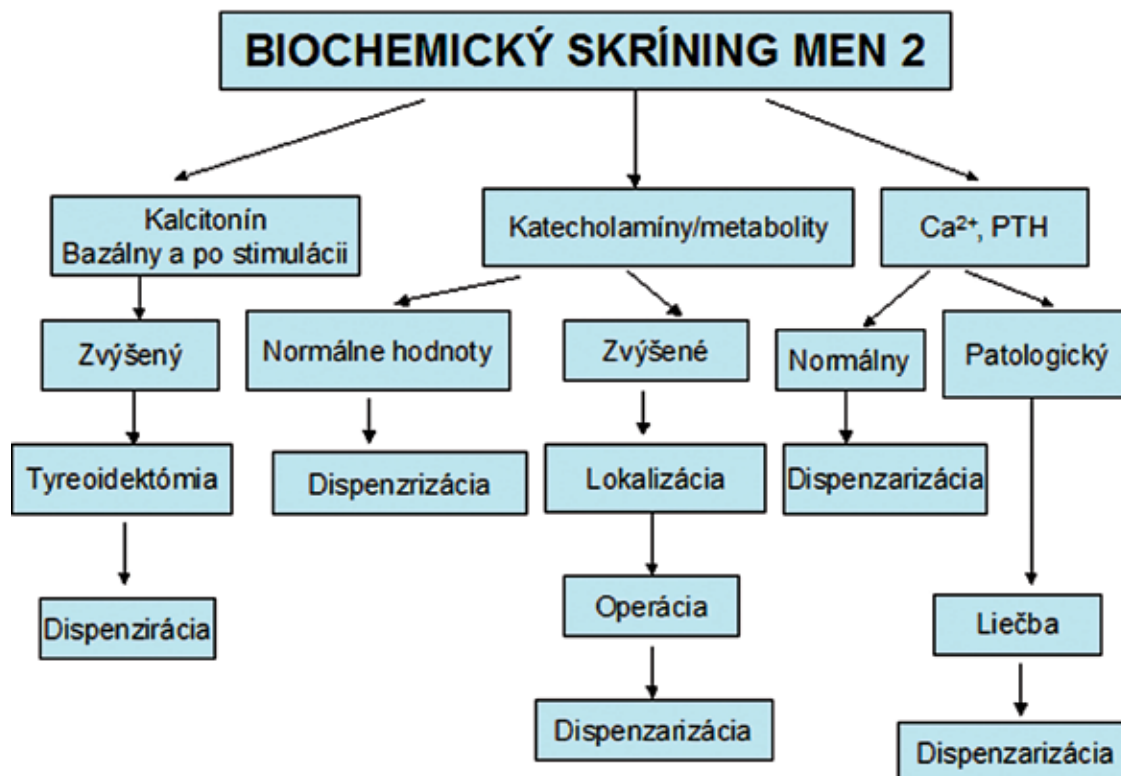 BIOCHEMICKÝ SKRÍNING MEN 2
Kalcitonín
Bazálny a po stimulácii
Katecholamíny/metabolity
Ca²⁺, PTH
Zvýšený
Normálne hodnoty
Zvýšené
Normálny
Patologický
Tyreoidektómia
Dispenzrizácia
Lokalizácia
Dispenzarizácia
Dispenzirácia
Operácia
Liečba
Dispenzarizácia
Dispenzarizácia